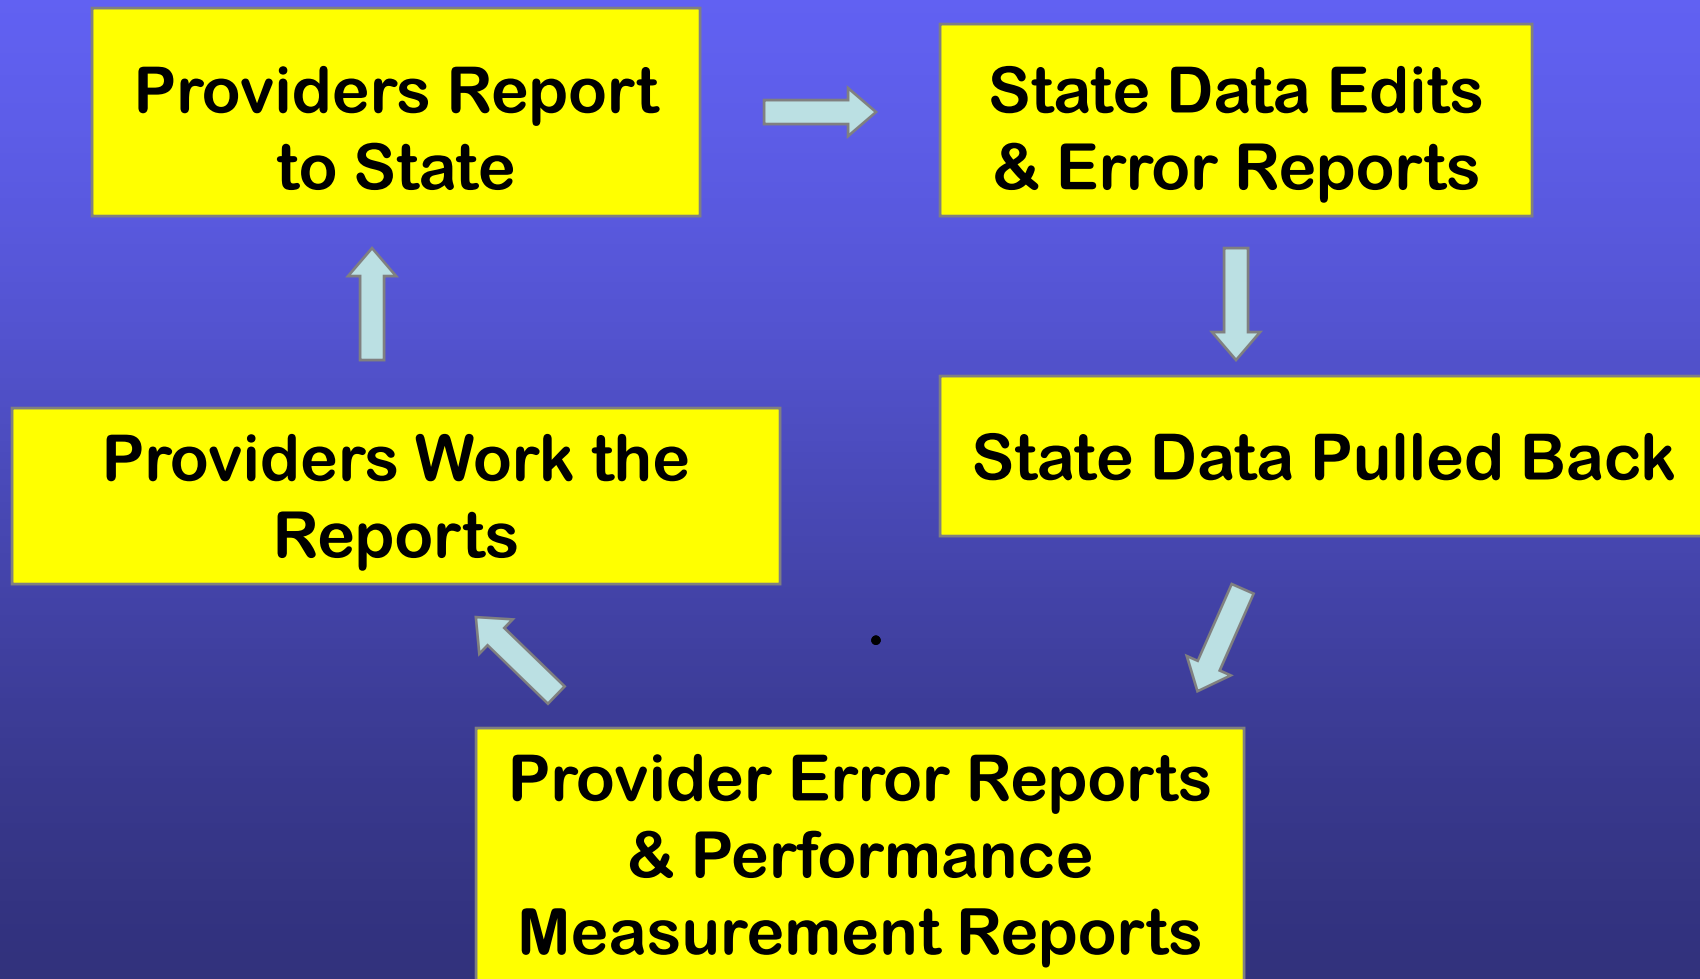 Providers Report
to State
State Data Edits
& Error Reports
State Data Pulled Back
Provider Error Reports
& Performance
Measurement Reports
Providers Work the
Reports